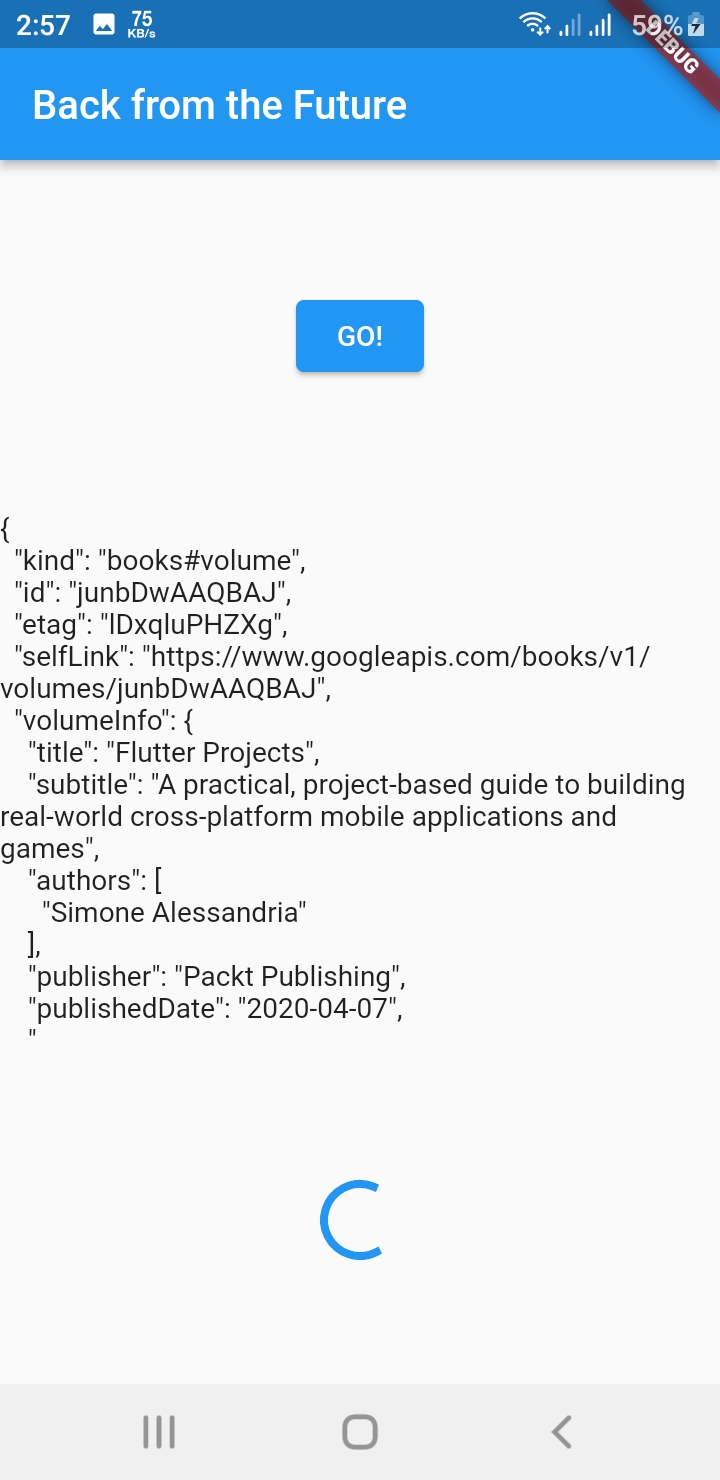 2:57 75 KB/s 59%
DEBUG
Back from the Future
GO!
{
"kind": "books#volume",
"id": "junbDwAAQBAJ",
"etag": "lDxqluPHZXg",
"selfLink": "https://www.googleapis.com/books/v1/
volumes/junbDwAAQBAJ",
"volumeInfo": {
"title": "Flutter Projects",
"subtitle": "A practical, project-based guide to building
real-world cross-platform mobile applications and
games",
"authors": [
"Simone Alessandria"
],
"publisher": "Packt Publishing",
"publishedDate": "2020-04-07",
"